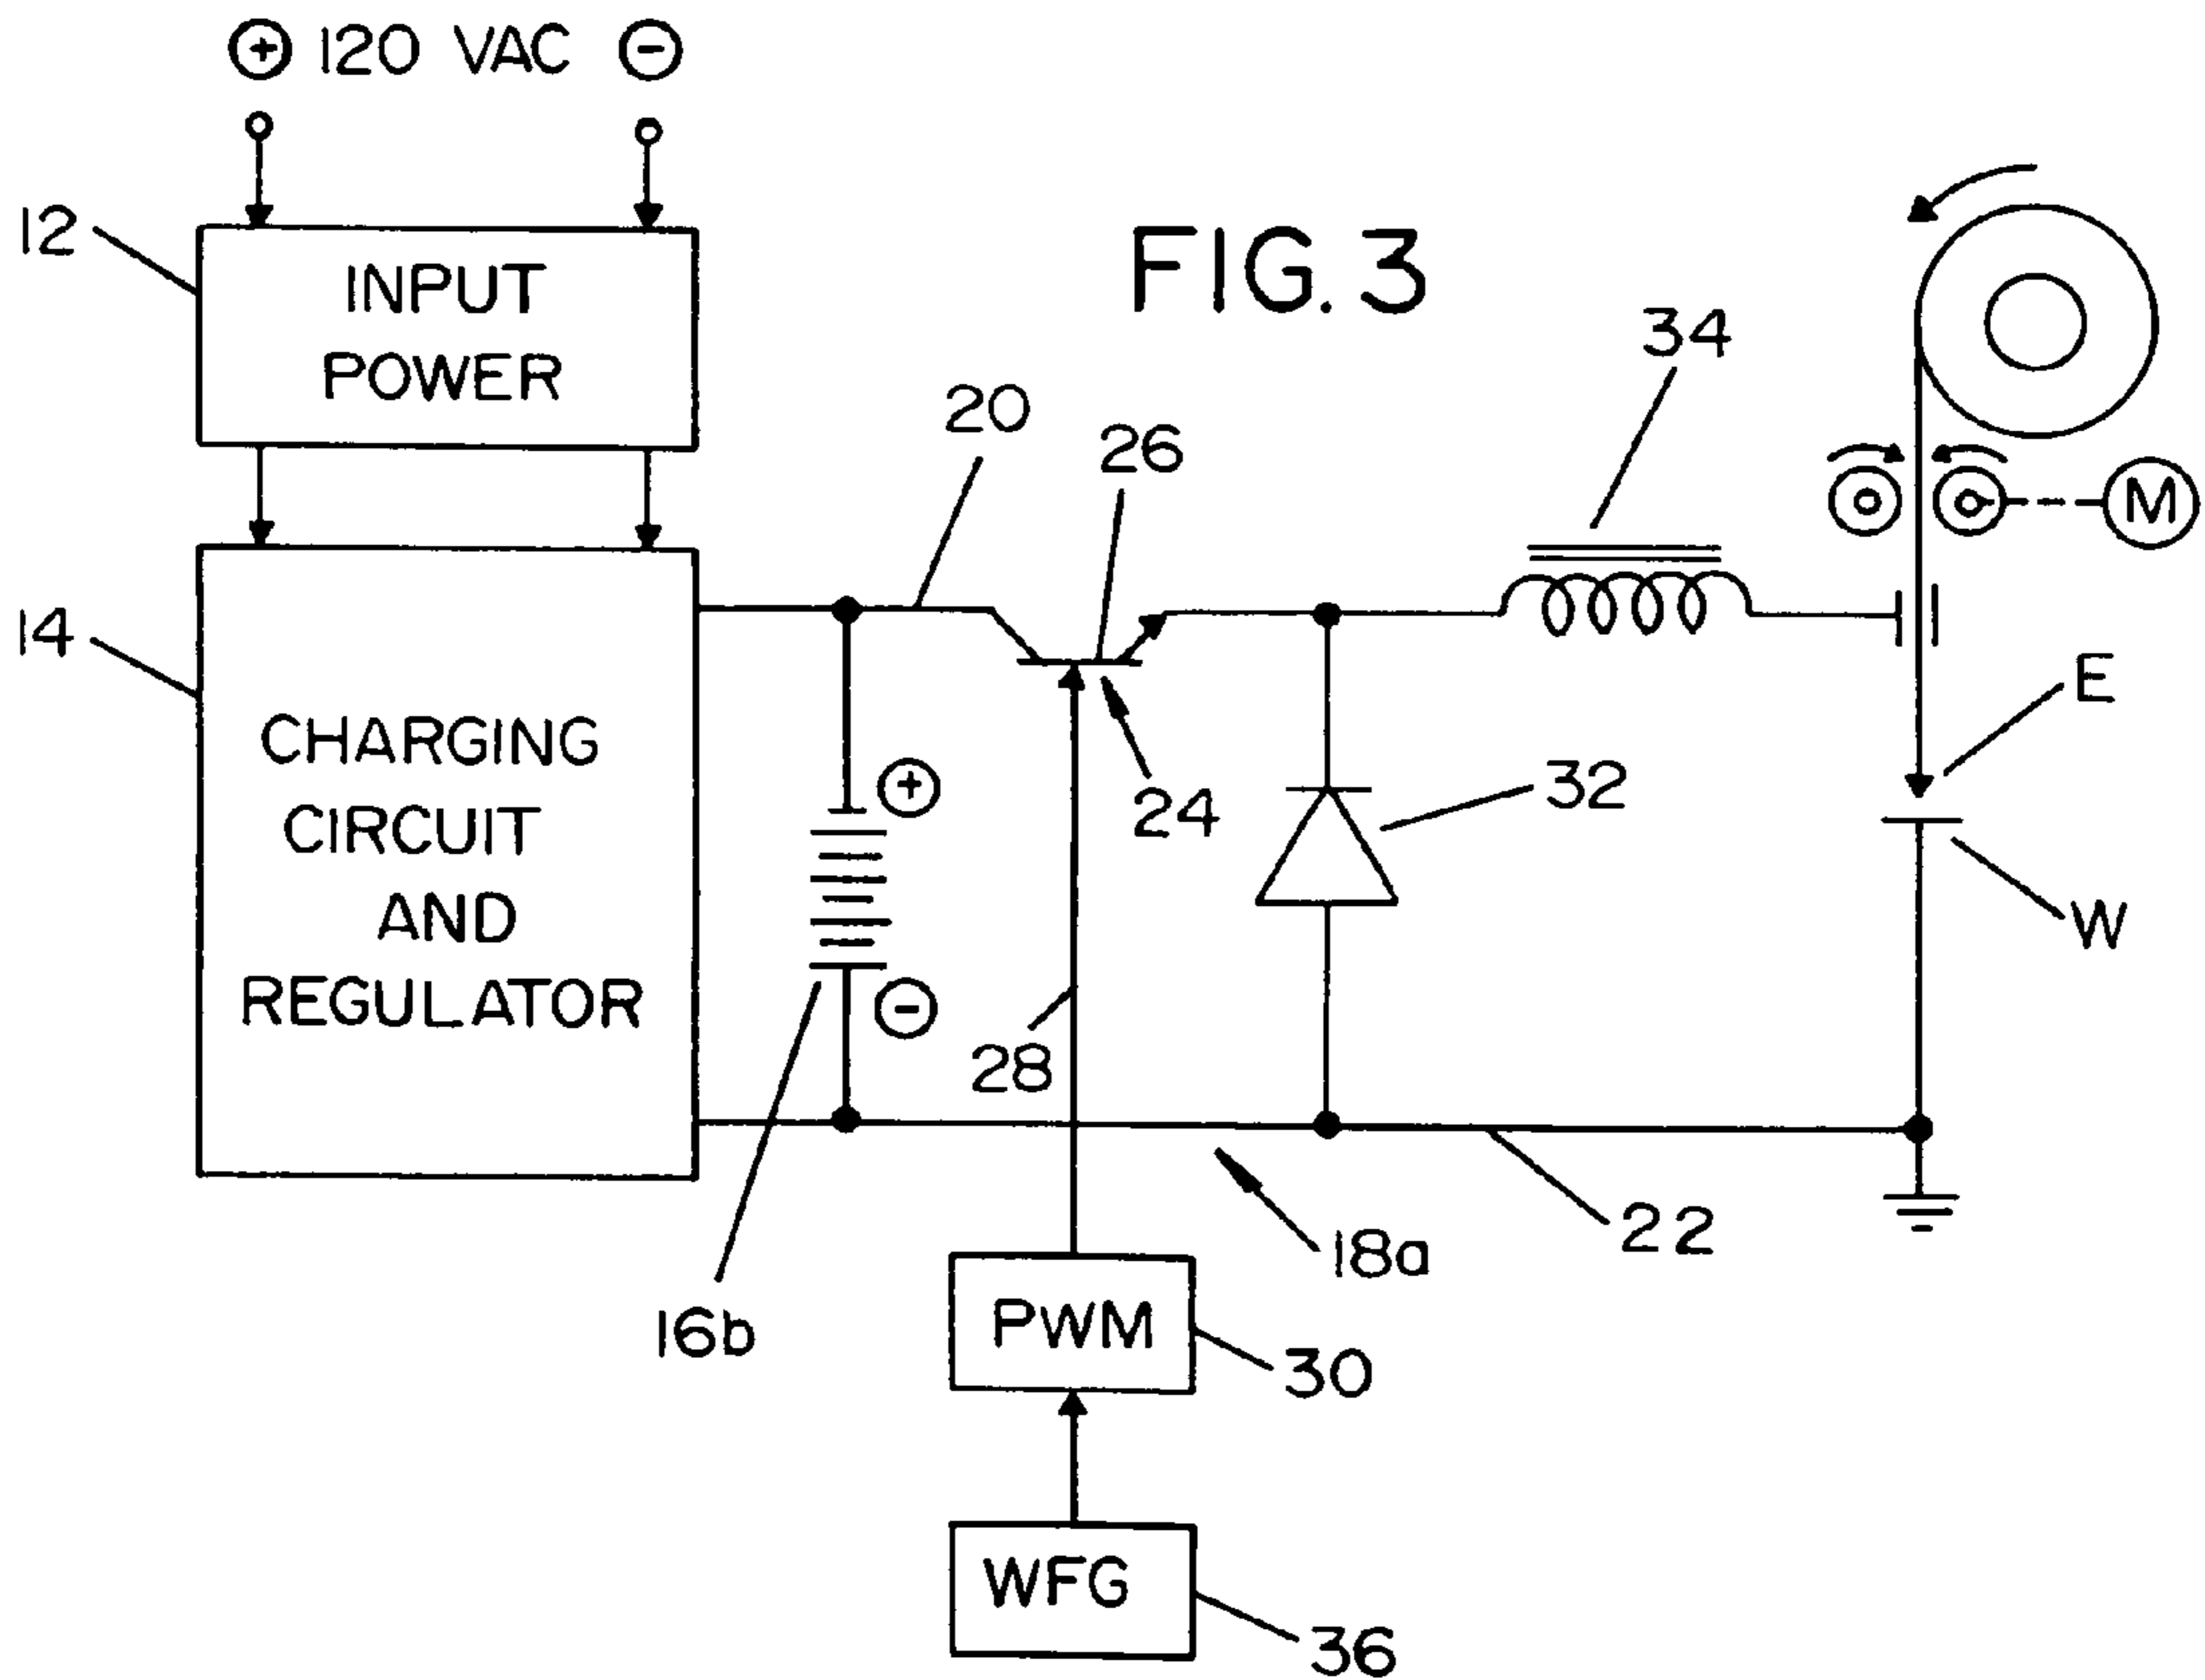 ⊕ 120 VAC ⊖
12
INPUT
POWER
FIG. 3
34
20
26
M
14
CHARGING
CIRCUIT
AND
REGULATOR
⊕
24
32
E
W
⊖
28
22
18a
16b
PWM
30
WFG
36